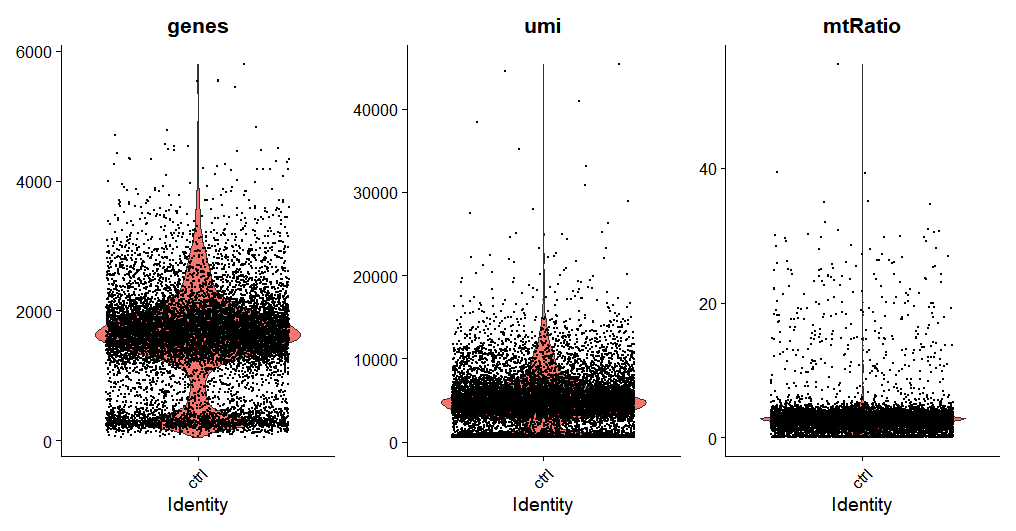 genes
6000
4000
2000
0
ctrl
Identity
umi
40000
30000
20000
10000
0
ctrl
Identity
mtRatio
40
20
0
ctrl
Identity